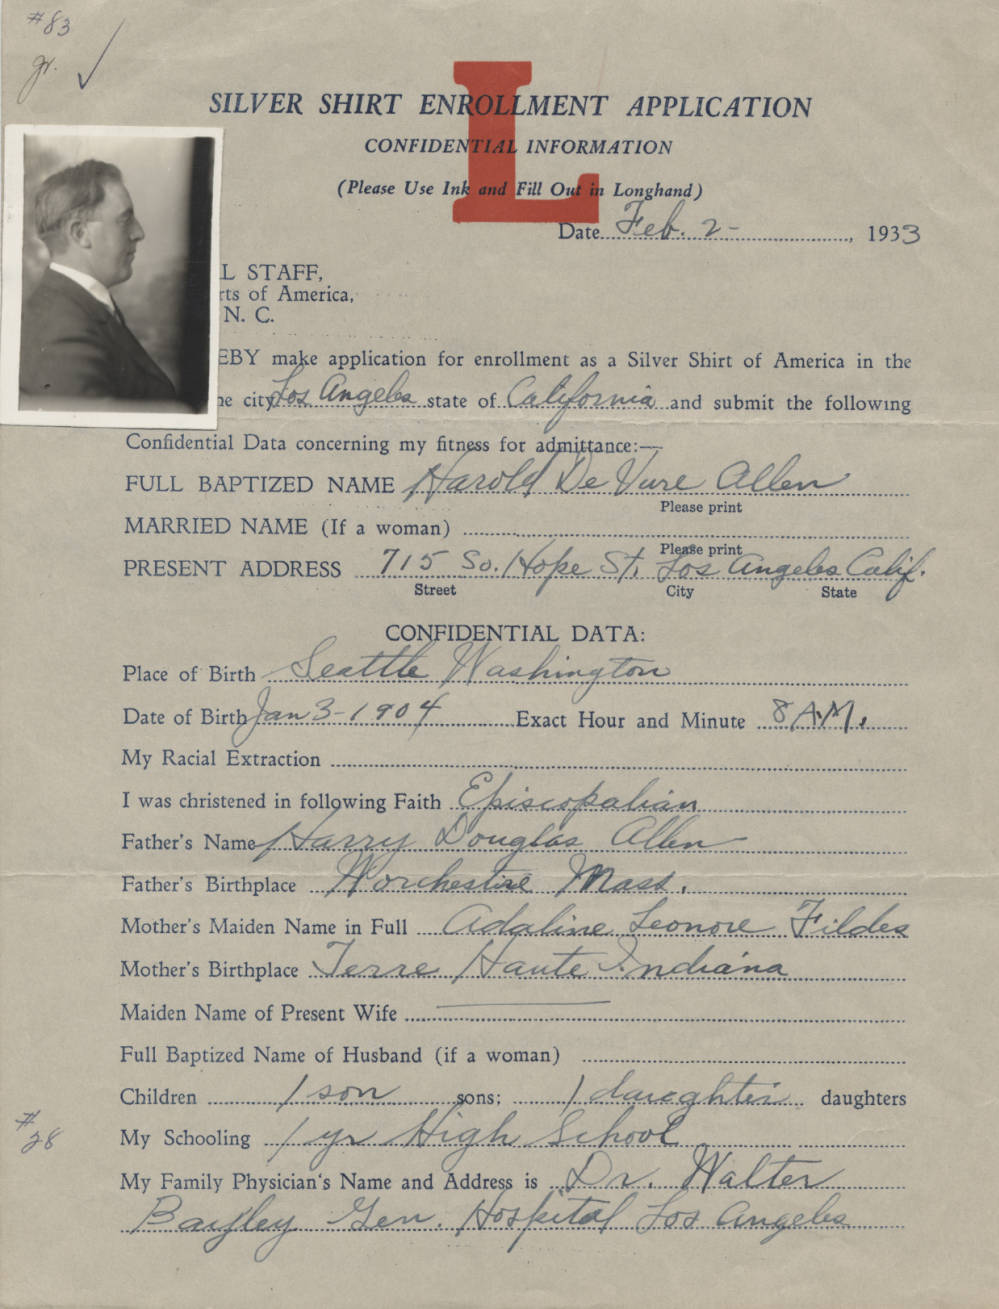 #83
gr. ✓
L
SILVER SHIRT ENROLLMENT APPLICATION
CONFIDENTIAL INFORMATION
(Please Use Ink and Fill Out in Longhand)
Date Feb. 2- , 1933
L STAFF,
rts of America,
N. C.
EBY make application for enrollment as a Silver Shirt of America in the
he city Los Angeles state of California and submit the following
Confidential Data concerning my fitness for admittance:—
FULL BAPTIZED NAME Harold De Vure Allen
Please print
MARRIED NAME (If a woman)
Please print
PRESENT ADDRESS 715 So. Hope St. Los Angeles Calif.
Street City State
CONFIDENTIAL DATA:
Place of Birth Seattle Washington
Date of Birth Jan 3-1904 Exact Hour and Minute 8 A.M.
My Racial Extraction
I was christened in following Faith Episcopalian
Father's Name Harry Douglas Allen
Father's Birthplace Worchestire Mass.
Mother's Maiden Name in Full Adaline Leonore Fildes
Mother's Birthplace Terre Haute Indiana
Maiden Name of Present Wife
Full Baptized Name of Husband (if a woman)
Children 1 son sons; 1 daughter daughters
#28
My Schooling 1 yr High School
My Family Physician's Name and Address is Dr. Walter
Bayley Gen. Hospital Los Angeles